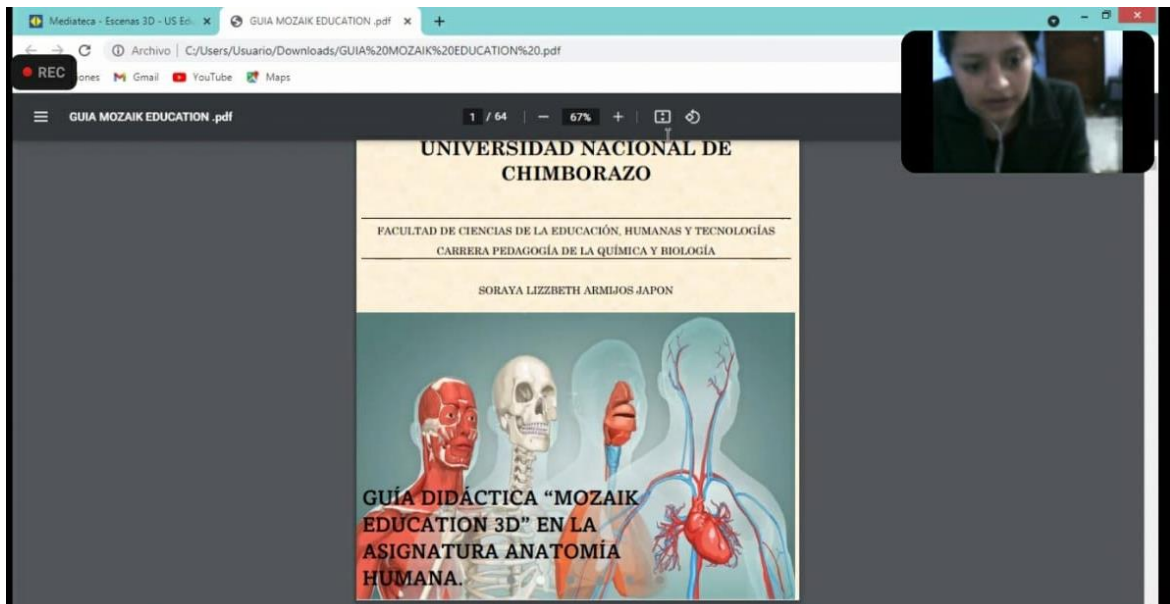 Mediateca - Escenas 3D - US Ed
GUIA MOZAIK EDUCATION .pdf
Archivo | C:/Users/Usuario/Downloads/GUIA%20MOZAIK%20EDUCATION%20.pdf
REC
ones Gmail YouTube Maps
GUIA MOZAIK EDUCATION .pdf
1 / 64 | — 67% + |
UNIVERSIDAD NACIONAL DE
CHIMBORAZO
FACULTAD DE CIENCIAS DE LA EDUCACIÓN, HUMANAS Y TECNOLOGÍAS
CARRERA PEDAGOGÍA DE LA QUÍMICA Y BIOLOGÍA
SORAYA LIZZBETH ARMIJOS JAPON
GUÍA DIDÁCTICA “MOZAIK
EDUCATION 3D” EN LA
ASIGNATURA ANATOMÍA
HUMANA.